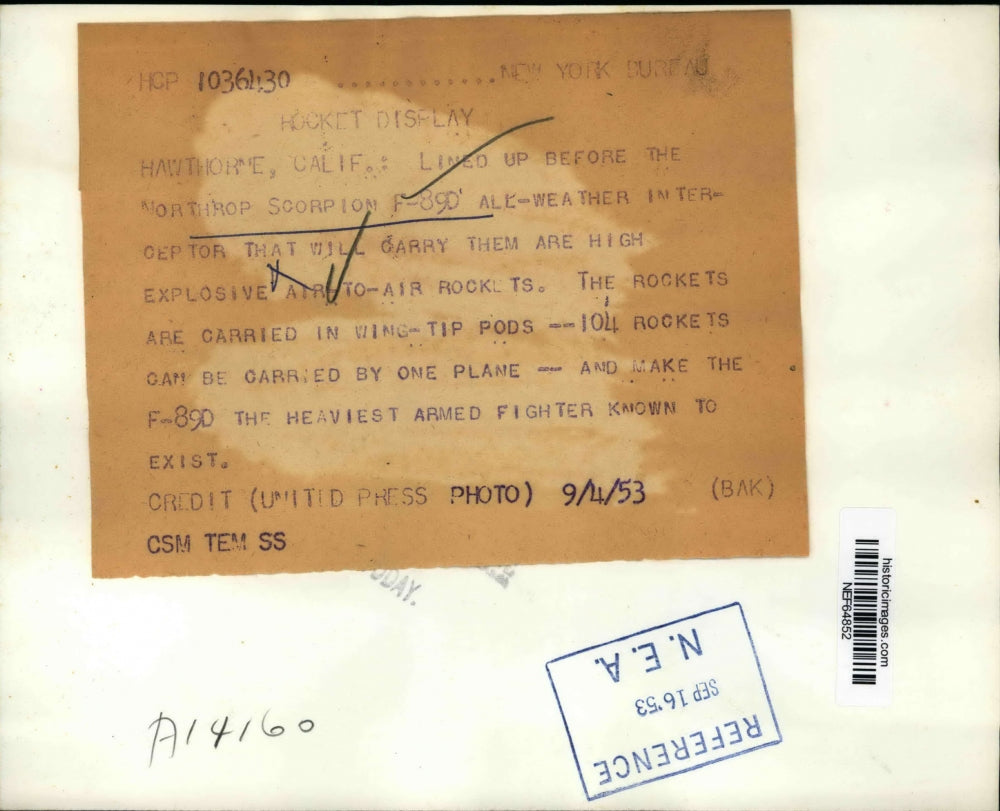 HCP 1036430 ............. NEW YORK BUREAU
ROCKET DISPLAY
HAWTHORNE, CALIF.: LINED UP BEFORE THE
NORTHROP SCORPION F-89D ALL-WEATHER INTER-
CEPTOR THAT WILL CARRY THEM ARE HIGH
EXPLOSIVE AIR-TO-AIR ROCKETS. THE ROCKETS
ARE CARRIED IN WING-TIP PODS --104 ROCKETS
CAN BE CARRIED BY ONE PLANE -- AND MAKE THE
F-89D THE HEAVIEST ARMED FIGHTER KNOWN TO
EXIST.
CREDIT (UNITED PRESS PHOTO) 9/4/53 (BAK)
CSM TEM SS
ODAY.
historicimages.com
NEF64852
REFERENCE
SEP 16'53
N. E. A.
A14160